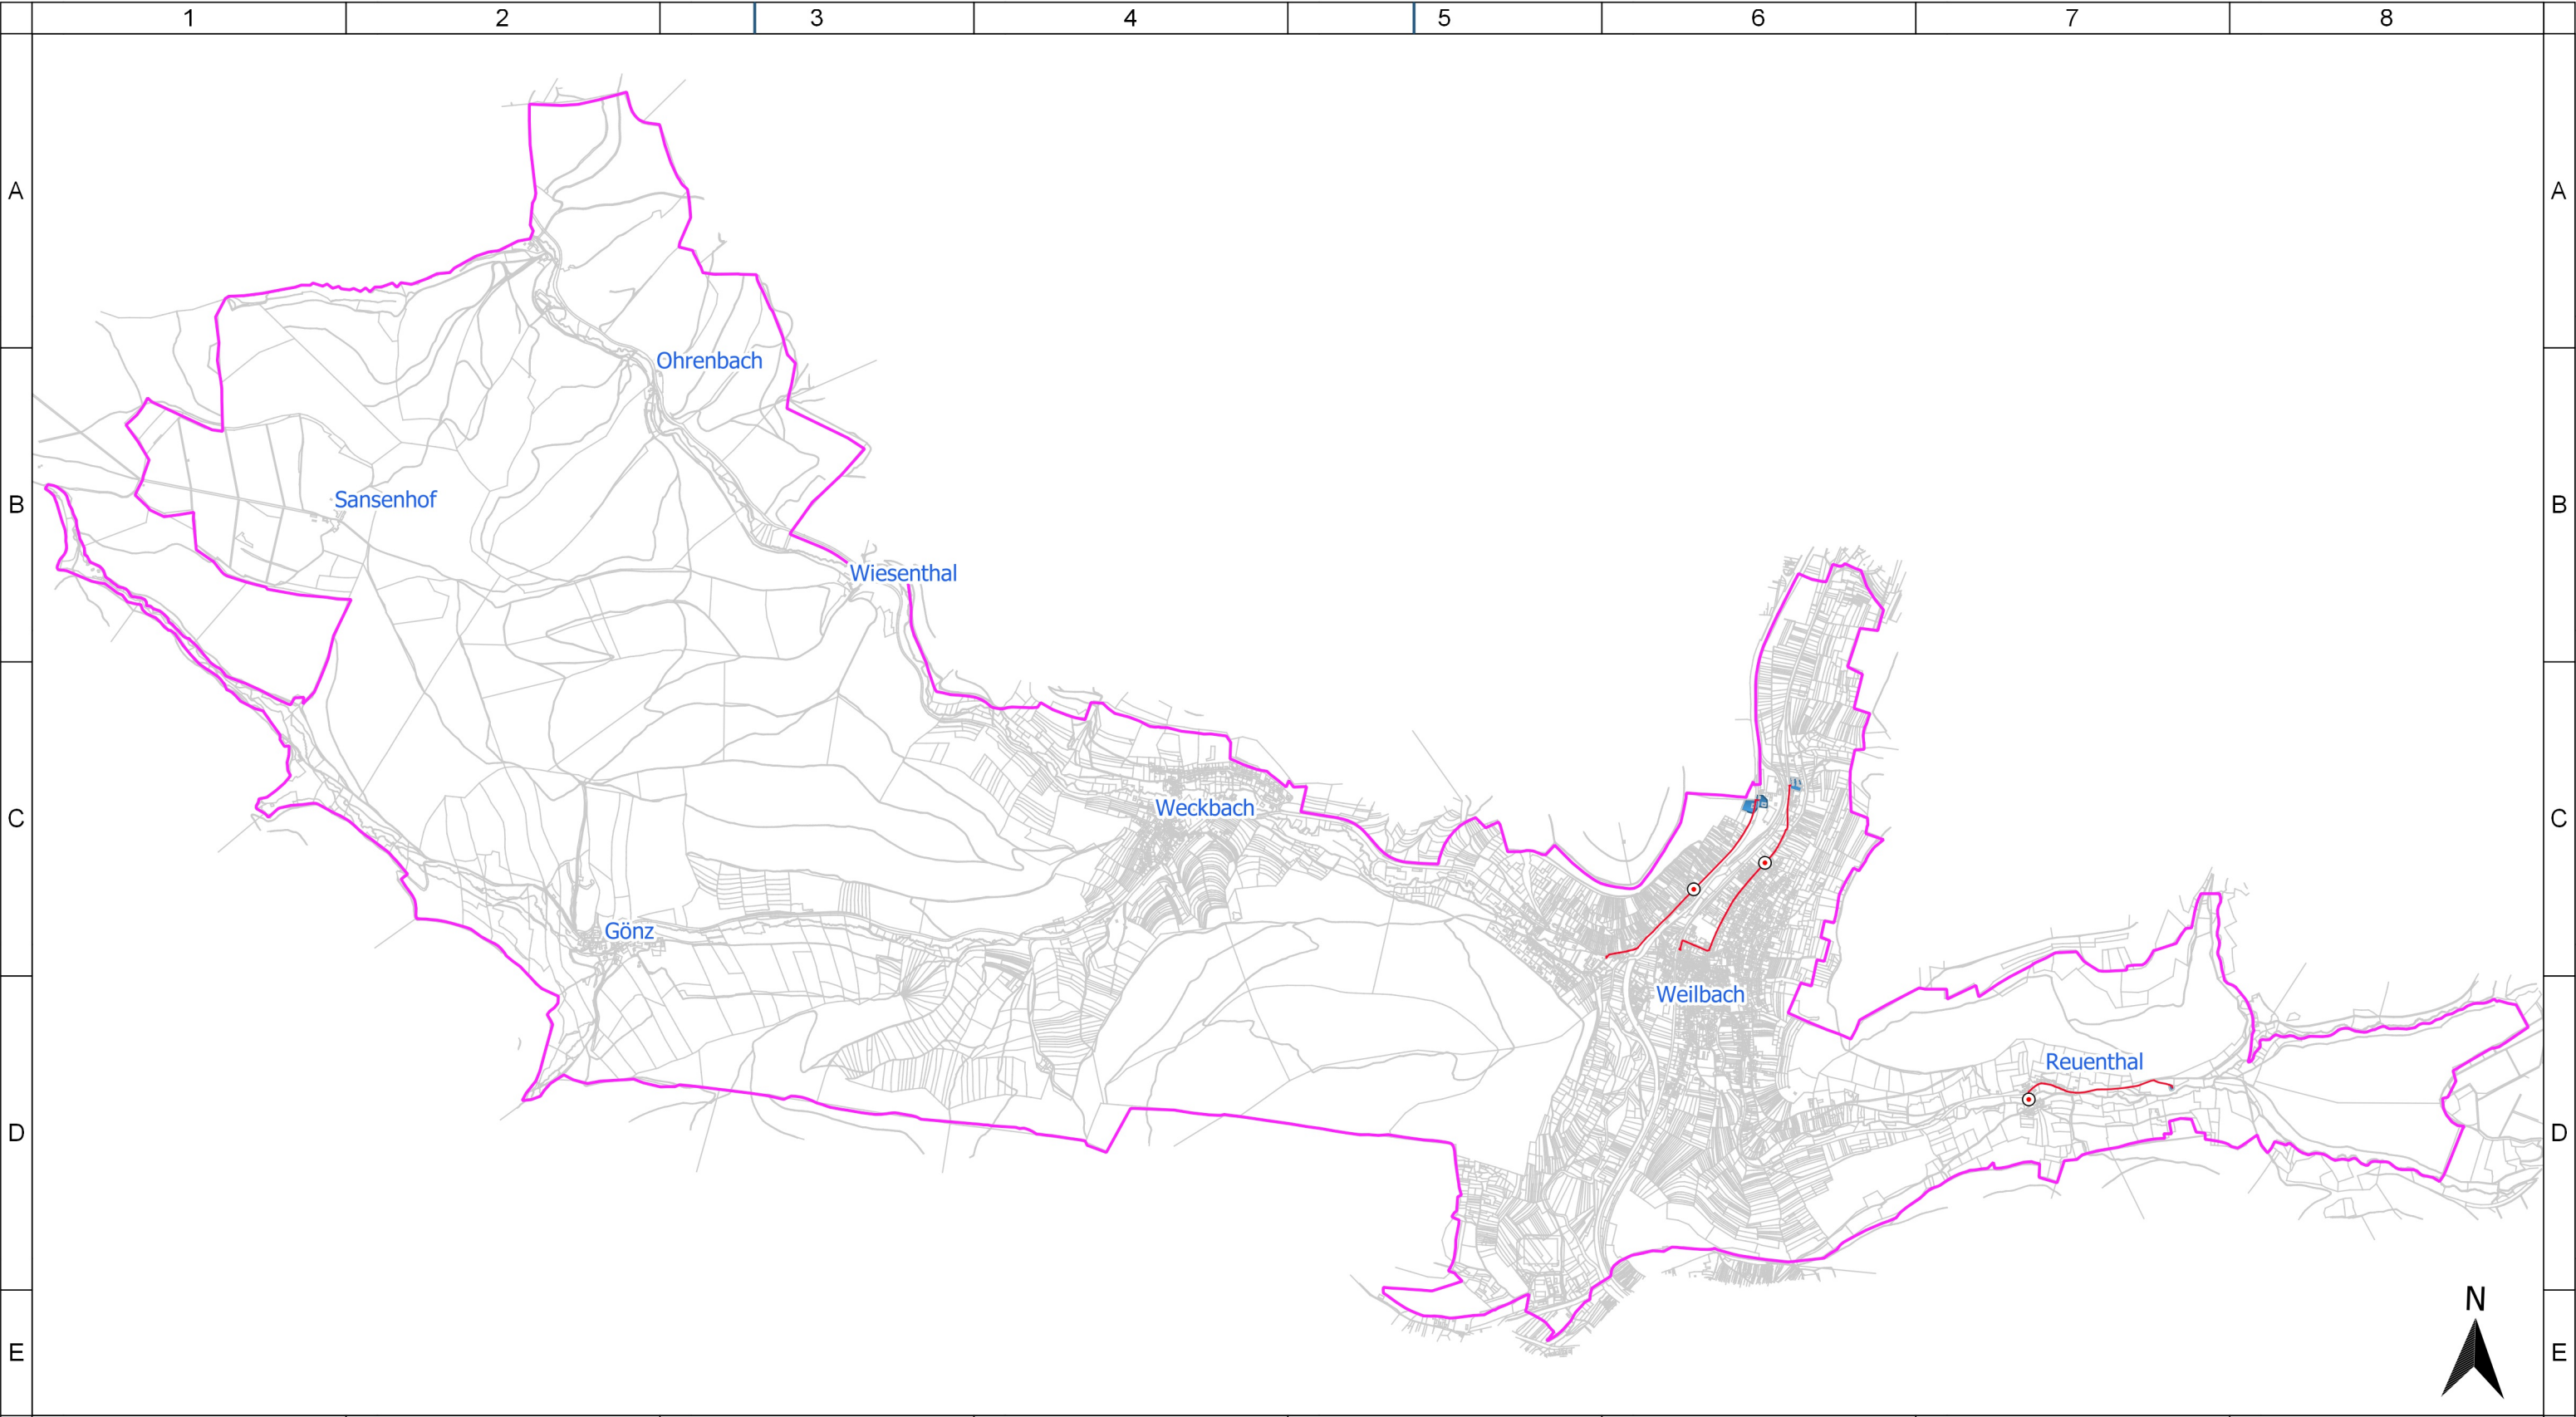 1 2 3 4 5 6 7 8
A A
Ohrenbach
Sansenhof
B B
Wiesenthal
Weckbach
C C
Gönz
Weilbach
Reuenthal
D D
N
E E